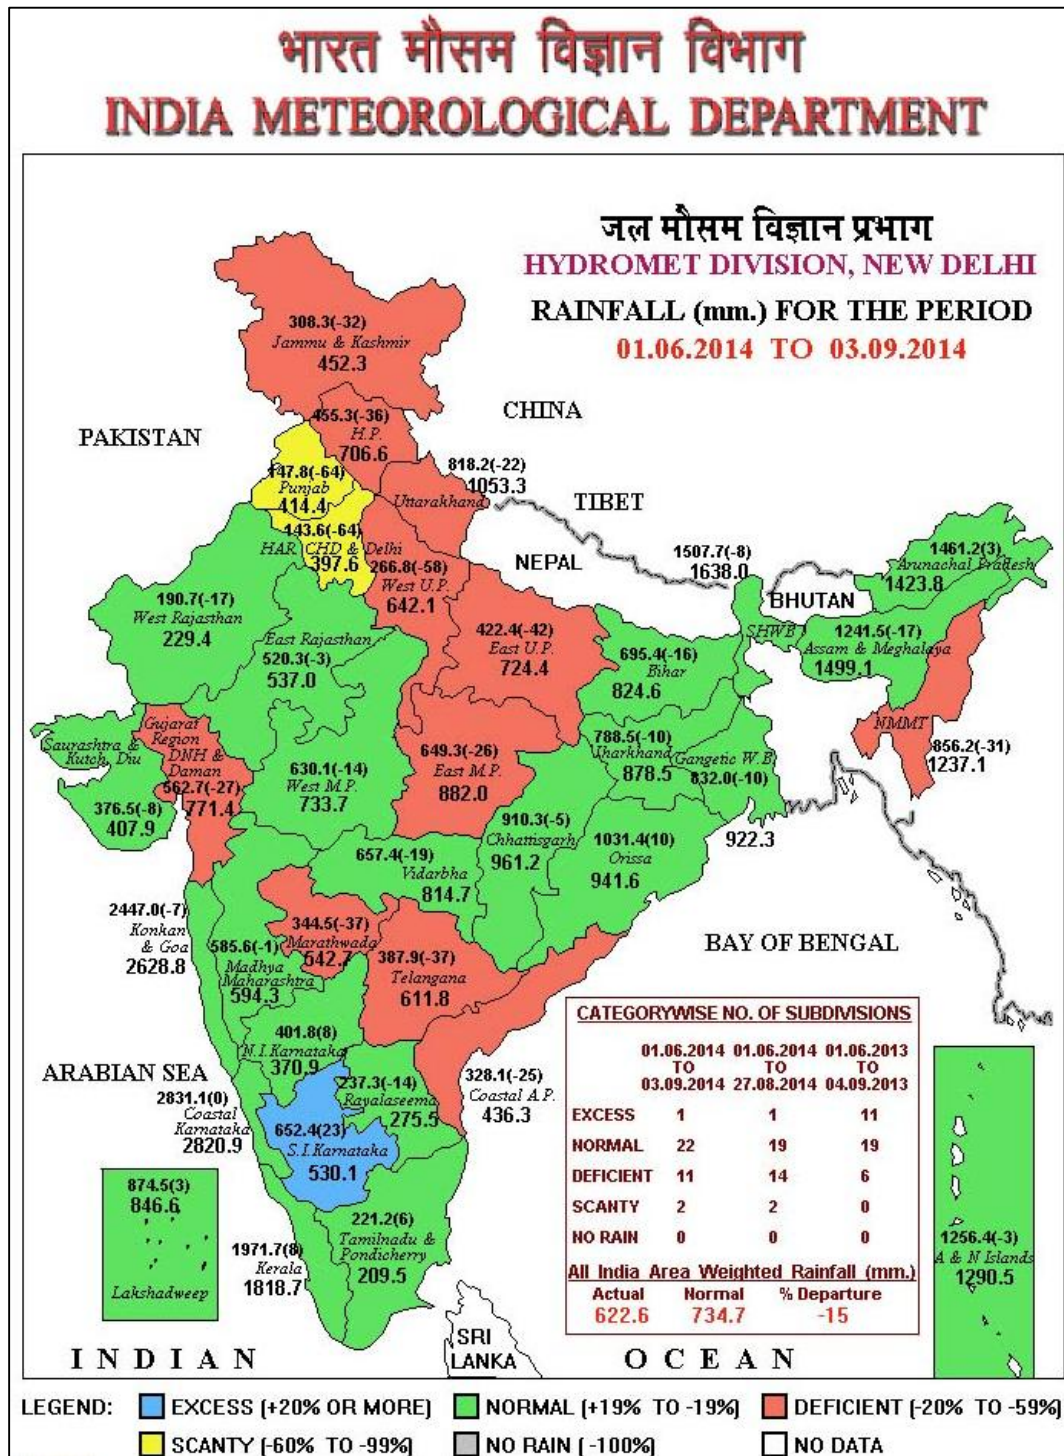 भारत मौसम विज्ञान विभाग
INDIA METEOROLOGICAL DEPARTMENT
जल मौसम विज्ञान प्रभाग
HYDROMET DIVISION, NEW DELHI
RAINFALL (mm.) FOR THE PERIOD
01.06.2014 TO 03.09.2014
308.3(-32)
Jammu & Kashmir
452.3
CHINA
PAKISTAN
455.3(-36)
H.P.
706.6
818.2(-22)
1053.3
Uttarakhand
147.8(-64)
Punjab
414.4
TIBET
143.6(-64)
HAR. CHD & Delhi
397.6
266.8(-58)
West U.P.
642.1
NEPAL
1507.7(-8)
1638.0
SHWB
BHUTAN
1461.2(3)
Arunachal Pradesh
1423.8
190.7(-17)
West Rajasthan
229.4
East Rajasthan
520.3(-3)
537.0
422.4(-42)
East U.P.
724.4
695.4(-16)
Bihar
824.6
1241.5(-17)
Assam & Meghalaya
1499.1
NMMT
856.2(-31)
1237.1
Saurashtra &
Kutch, Diu
376.5(-8)
407.9
Gujarat
Region
DNH &
Daman
562.7(-27)
771.4
630.1(-14)
West M.P.
733.7
649.3(-26)
East M.P.
882.0
788.5(-10)
Jharkhand
878.5
Gangetic W.B.
832.0(-10)
922.3
910.3(-5)
Chhattisgarh
961.2
1031.4(10)
Orissa
941.6
657.4(-19)
Vidarbha
814.7
2447.0(-7)
Konkan
& Goa
2628.8
585.6(-1)
Madhya
Maharashtra
594.3
344.5(-37)
Marathwada
542.7
387.9(-37)
Telangana
611.8
BAY OF BENGAL
401.8(8)
N.I.Karnataka
370.9
ARABIAN SEA
2831.1(0)
Coastal
Karnataka
2820.9
237.3(-14)
Rayalaseema
275.5
328.1(-25)
Coastal A.P.
436.3
652.4(23)
S.I.Karnataka
530.1
874.5(3)
846.6
Lakshadweep
1971.7(8)
Kerala
1818.7
221.2(6)
Tamilnadu &
Pondicherry
209.5
CATEGORYWISE NO. OF SUBDIVISIONS
01.06.2014 01.06.2014 01.06.2013
TO TO TO
03.09.2014 27.08.2014 04.09.2013
EXCESS 1 1 11
NORMAL 22 19 19
DEFICIENT 11 14 6
SCANTY 2 2 0
NO RAIN 0 0 0
All India Area Weighted Rainfall (mm.)
Actual Normal % Departure
622.6 734.7 -15
1256.4(-3)
A & N Islands
1290.5
SRI
LANKA
INDIAN OCEAN
LEGEND: EXCESS (+20% OR MORE) NORMAL (+19% TO -19%) DEFICIENT (-20% TO -59%)
SCANTY (-60% TO -99%) NO RAIN (-100%) NO DATA